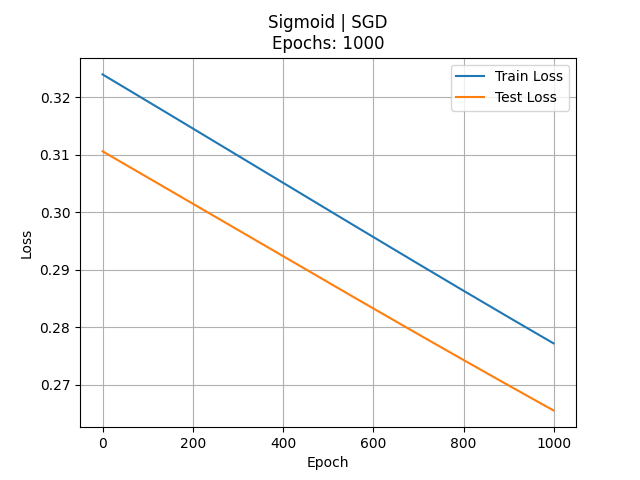 Sigmoid | SGD
Epochs: 1000
Train Loss
Test Loss
0.32
0.31
0.30
0.29
0.28
0.27
Loss
0 200 400 600 800 1000
Epoch